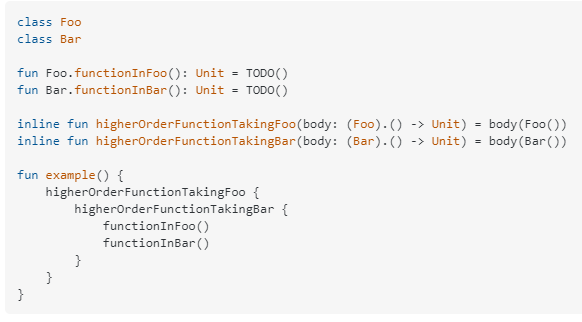 class Foo
class Bar
fun Foo.functionInFoo(): Unit = TODO()
fun Bar.functionInBar(): Unit = TODO()
inline fun higherOrderFunctionTakingFoo(body: (Foo).() -> Unit) = body(Foo())
inline fun higherOrderFunctionTakingBar(body: (Bar).() -> Unit) = body(Bar())
fun example() {
    higherOrderFunctionTakingFoo {
        higherOrderFunctionTakingBar {
            functionInFoo()
            functionInBar()
        }
    }
}